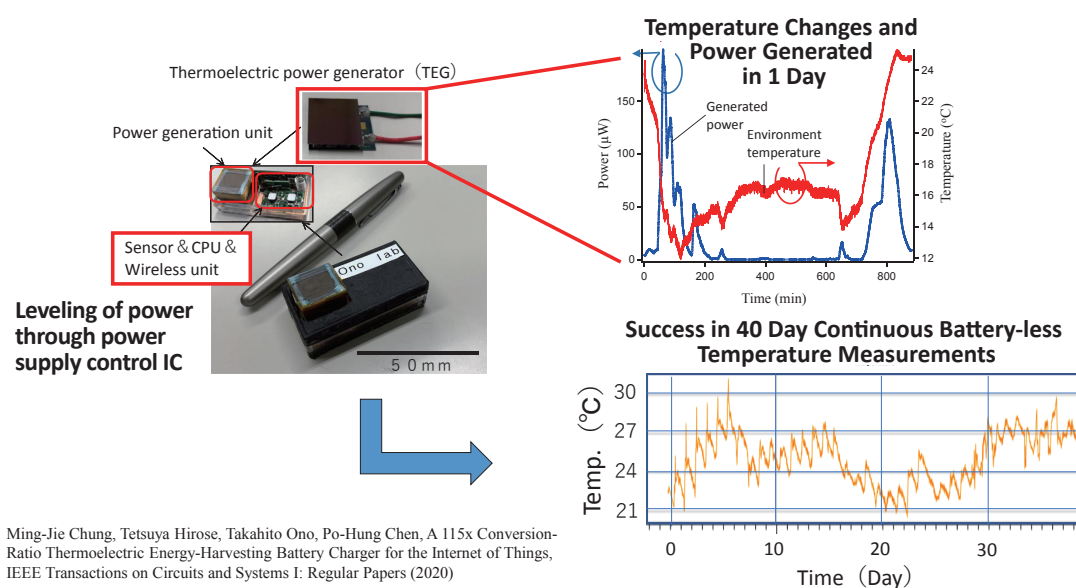 Temperature Changes and
Power Generated
in 1 Day
Thermoelectric power generator （TEG）
Power generation unit
Sensor＆CPU＆
Wireless unit
Ono lab
Leveling of power
through power
supply control IC
50mm
Power (μW)
150
100
50
0
Generated
power
Environment
temperature
24
22
20
18
16
14
12
Temperature (°C)
0
200
400
600
800
Time (min)
Success in 40 Day Continuous Battery-less
Temperature Measurements
Temp. （℃）
30
27
24
21
0
10
20
30
Time （Day）
Ming-Jie Chung, Tetsuya Hirose, Takahito Ono, Po-Hung Chen, A 115x Conversion-
Ratio Thermoelectric Energy-Harvesting Battery Charger for the Internet of Things,
IEEE Transactions on Circuits and Systems I: Regular Papers (2020)